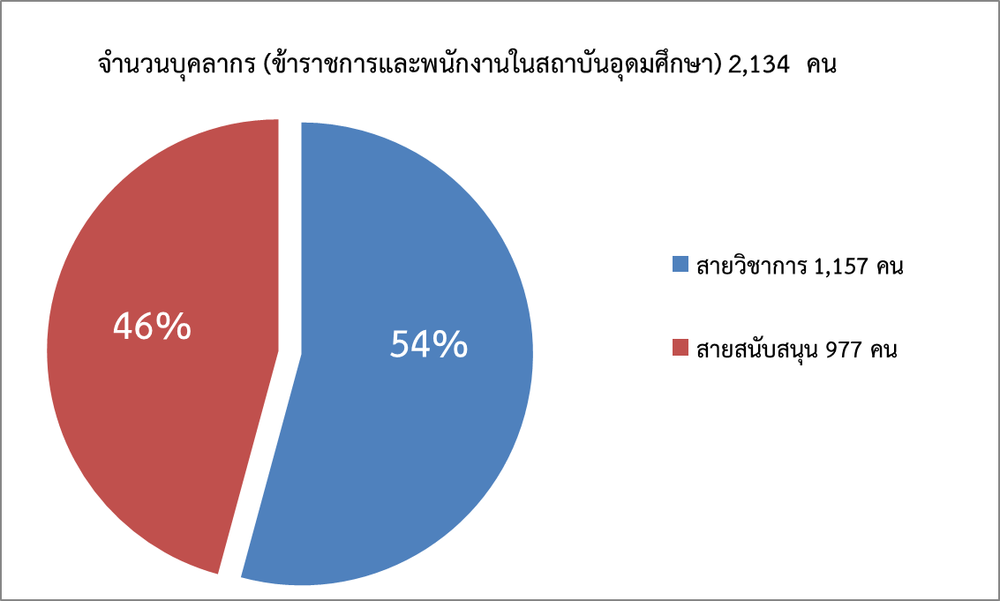 จำนวนบุคลากร (ข้าราชการและพนักงานในสถาบันอุดมศึกษา) 2,134 คน
46%
54%
สายวิชาการ 1,157 คน
สายสนับสนุน 977 คน